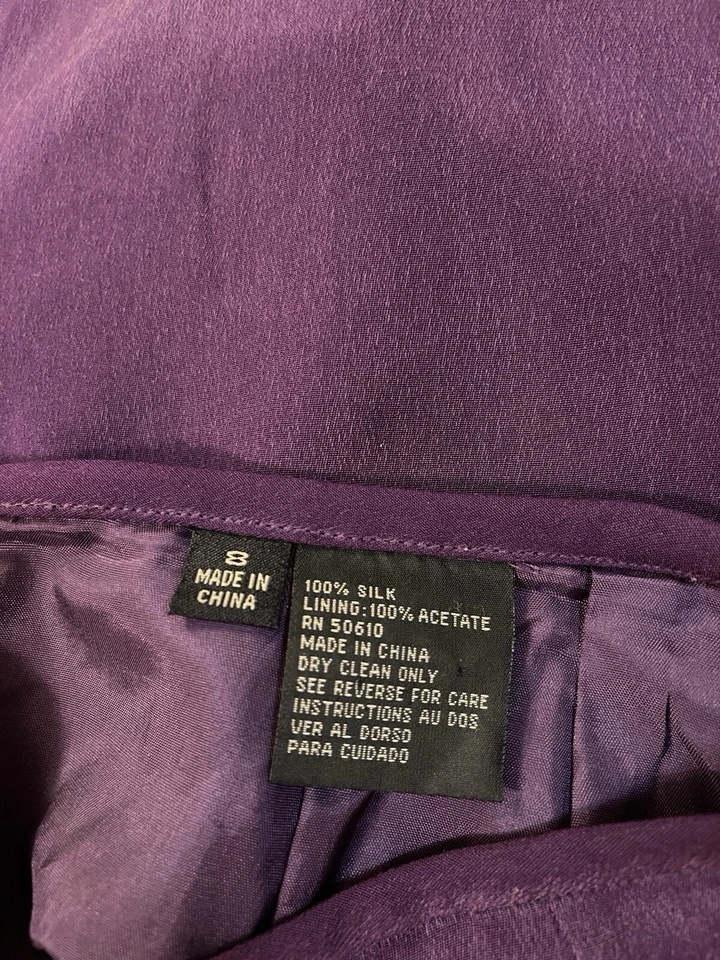 8
MADE IN
CHINA
100% SILK
LINING:100% ACETATE
RN 50610
MADE IN CHINA
DRY CLEAN ONLY
SEE REVERSE FOR CARE
INSTRUCTIONS AU DOS
VER AL DORSO
PARA CUIDADO